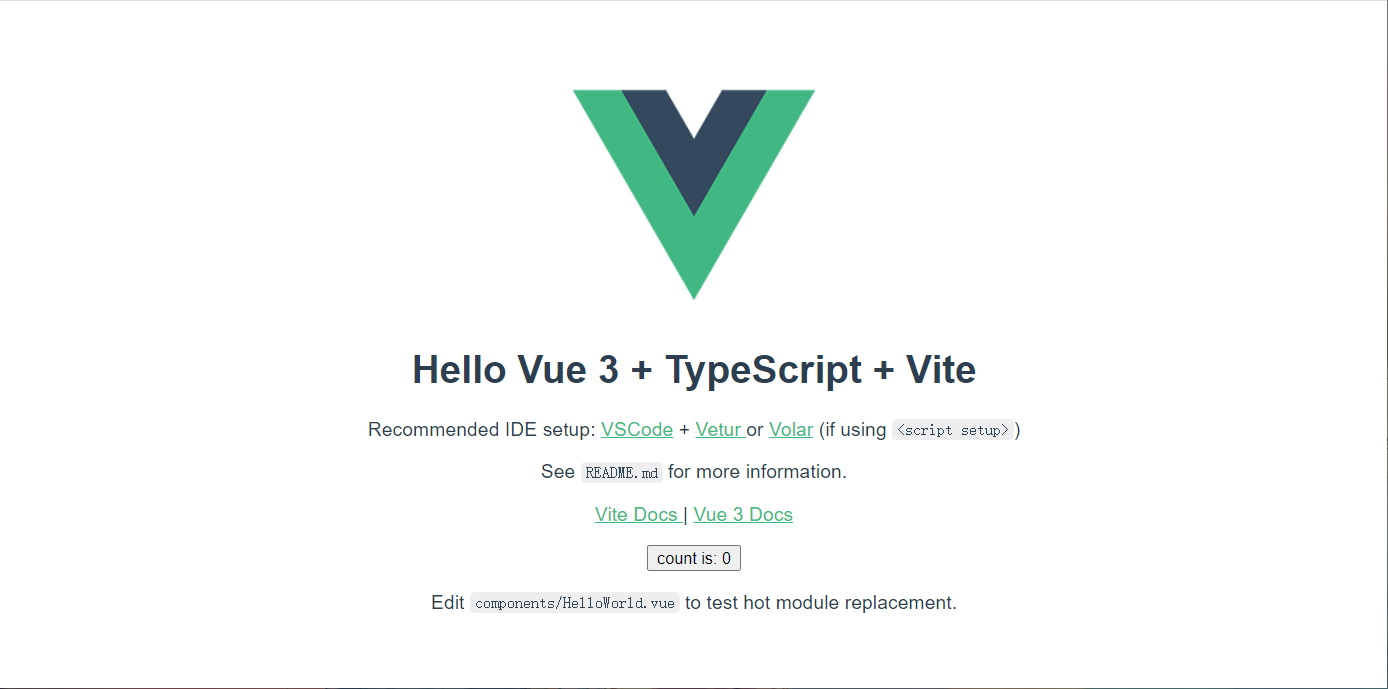 Hello Vue 3 + TypeScript + Vite
Recommended IDE setup: VSCode + Vetur or Volar (if using <script setup>)
See README.md for more information.
Vite Docs | Vue 3 Docs
count is: 0
Edit components/HelloWorld.vue to test hot module replacement.